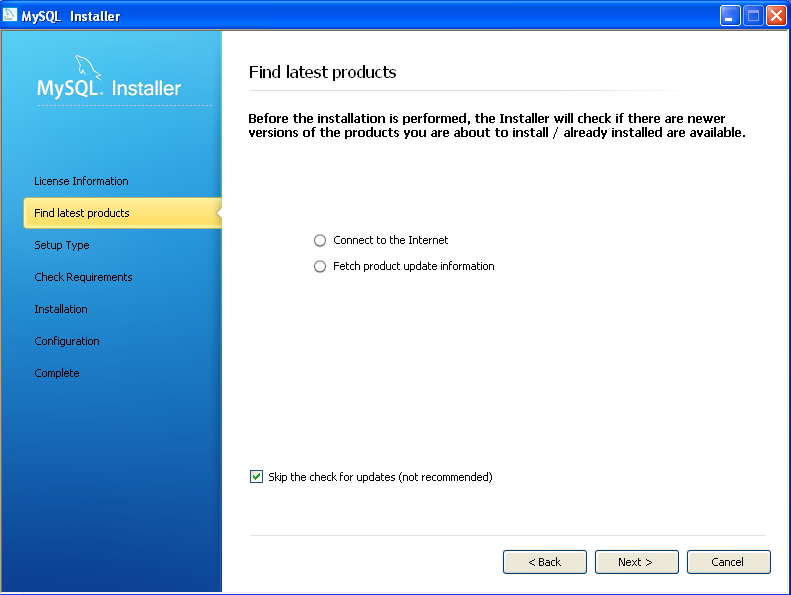 MySQL Installer
MySQL. Installer
Find latest products
Before the installation is performed, the Installer will check if there are newer
versions of the products you are about to install / already installed are available.
License Information
Find latest products
Setup Type
Check Requirements
Installation
Configuration
Complete
Connect to the Internet
Fetch product update information
Skip the check for updates (not recommended)
< Back
Next >
Cancel